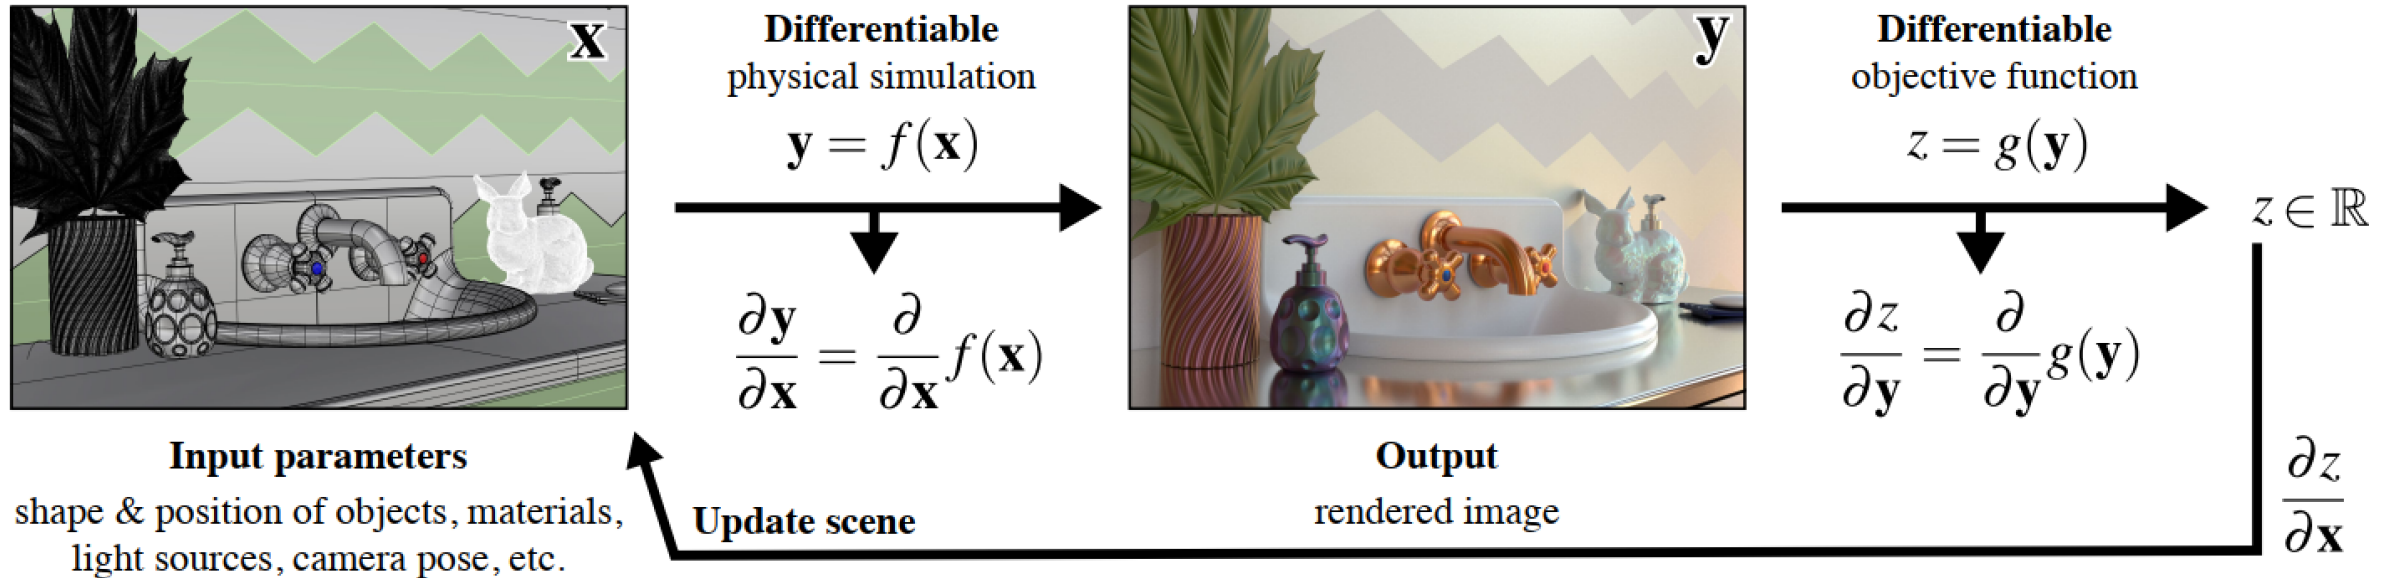 x
Differentiable
physical simulation
y = f(x)
∂y/∂x = ∂/∂x f(x)
y
Differentiable
objective function
z = g(y)
z ∈ ℝ
∂z/∂y = ∂/∂y g(y)
Input parameters
shape & position of objects, materials,
light sources, camera pose, etc.
Update scene
Output
rendered image
∂z/∂x